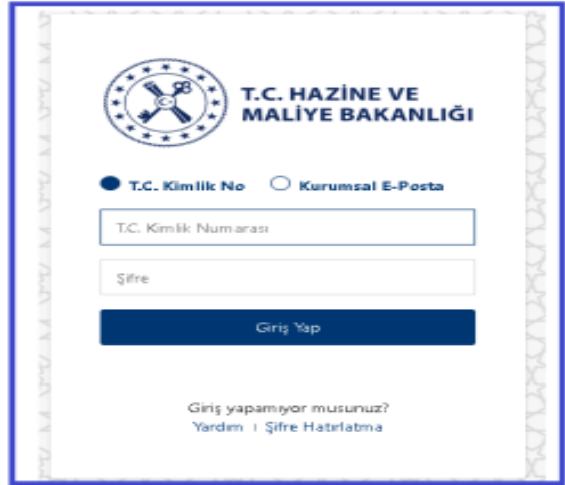 T.C. HAZİNE VE
MALİYE BAKANLIĞI
T.C. Kimlik No Kurumsal E-Posta
T.C. Kimlik Numarası
Şifre
Giriş Yap
Giriş yapamıyor musunuz?
Yardım | Şifre Hatırlatma